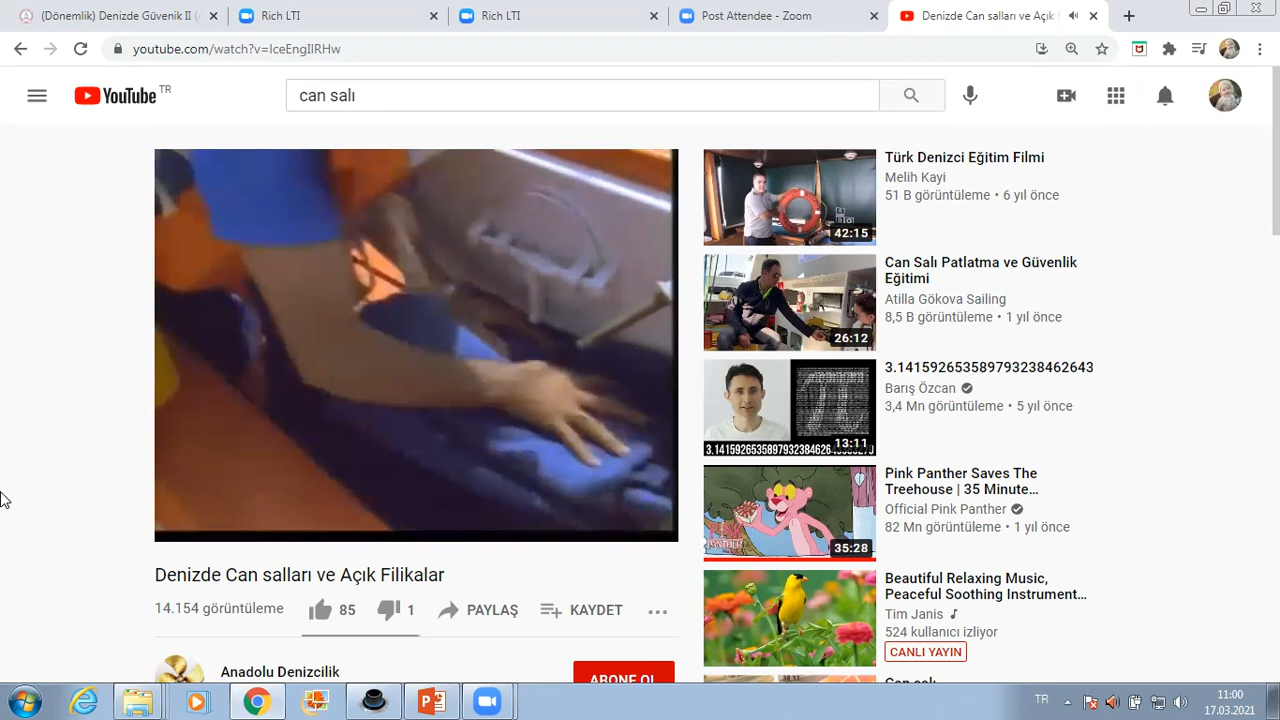 (Dönemlik) Denizde Güvenik II (
Rich LTI
Rich LTI
Post Attendee - Zoom
Denizde Can salları ve Açık
youtube.com/watch?v=IceEngIlRHw
YouTube TR
can salı
Türk Denizci Eğitim Filmi
Melih Kayi
51 B görüntüleme • 6 yıl önce
42:15
Can Salı Patlatma ve Güvenlik
Eğitimi
Atilla Gökova Sailing
8,5 B görüntüleme • 1 yıl önce
26:12
3.141592653589793238462643
Barış Özcan
3,4 Mn görüntüleme • 5 yıl önce
13:11
Pink Panther Saves The
Treehouse | 35 Minute…
Official Pink Panther
82 Mn görüntüleme • 1 yıl önce
35:28
Beautiful Relaxing Music,
Peaceful Soothing Instrument…
Tim Janis
524 kullanıcı izliyor
CANLI YAYIN
Denizde Can salları ve Açık Filikalar
14.154 görüntüleme
85
1
PAYLAŞ
KAYDET
Anadolu Denizcilik
ABONE OL
Can salı
TR
11:00
17.03.2021